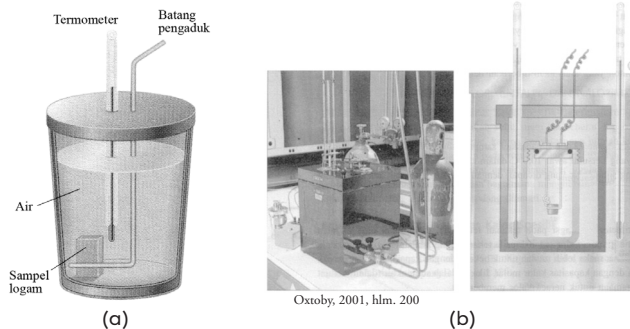 Termometer
Batang
pengaduk
Air
Sampel
logam
(a)
Oxtoby, 2001, hlm. 200
(b)